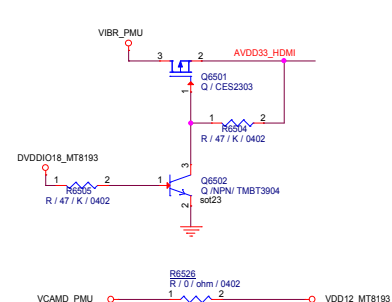 VIBR_PMU
3
2
AVDD33_HDMI
Q6501
Q / CES2303
1
1
2
R6504
R / 47 / K / 0402
DVDDIO18_MT8193
3
1
2
1
Q6502
Q /NPN/ TMBT3904
sot23
R6505
R / 47 / K / 0402
2
R6526
R / 0 / ohm / 0402
VCAMD_PMU
1
2
VDD12_MT8193